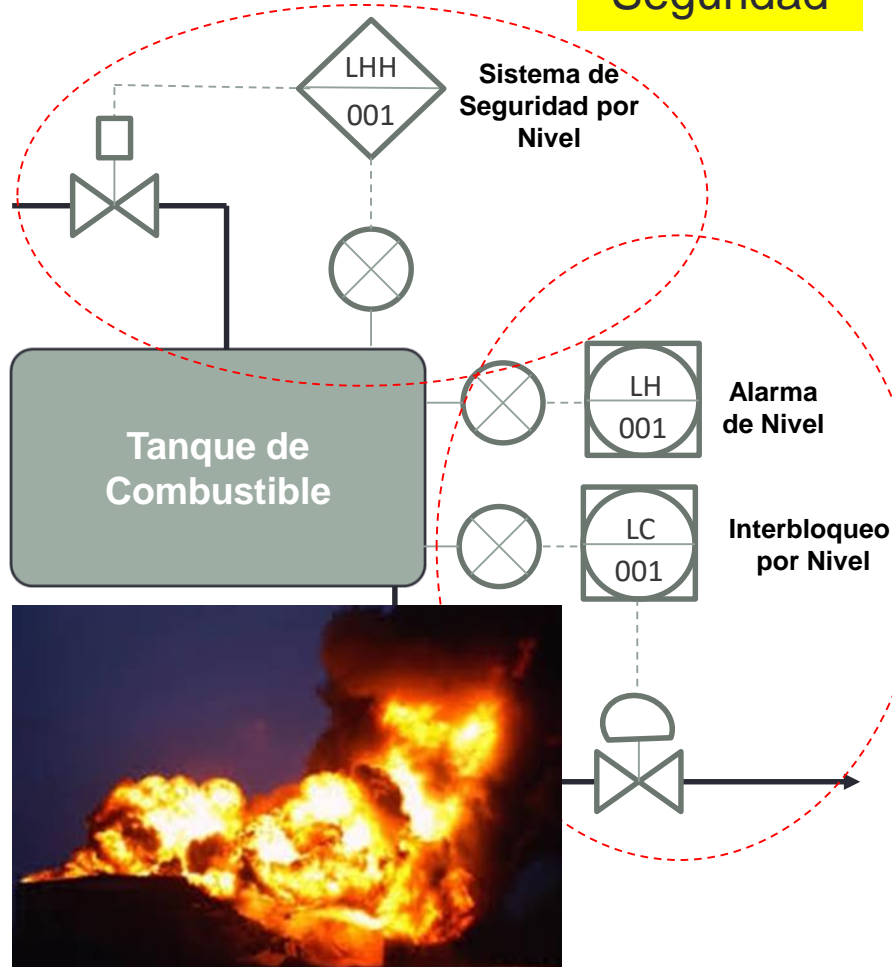 Seguridad
LHH
001
Sistema de
Seguridad por
Nivel
LH
001
Alarma
de Nivel
Tanque de
Combustible
LC
001
Interbloqueo
por Nivel